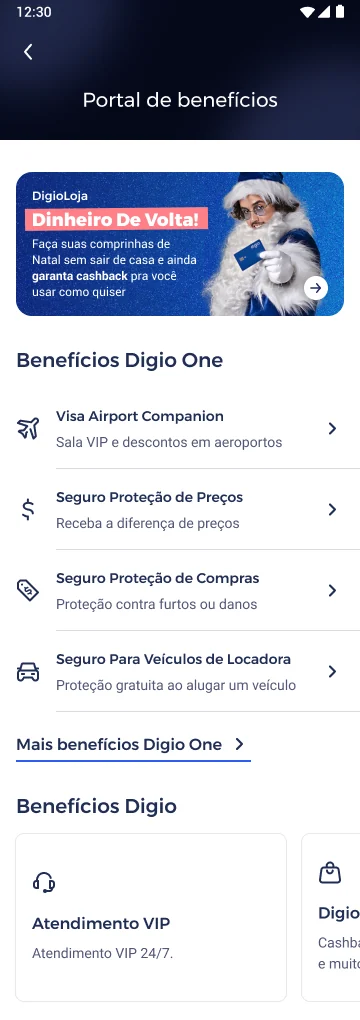 12:30
Portal de benefícios
DigioLoja
Dinheiro De Volta!
Faça suas comprinhas de
Natal sem sair de casa e ainda
garanta cashback pra você
usar como quiser
Benefícios Digio One
Visa Airport Companion
Sala VIP e descontos em aeroportos
Seguro Proteção de Preços
Receba a diferença de preços
Seguro Proteção de Compras
Proteção contra furtos ou danos
Seguro Para Veículos de Locadora
Proteção gratuita ao alugar um veículo
Mais benefícios Digio One
Benefícios Digio
Atendimento VIP
Atendimento VIP 24/7.
Digio
Cashba
e muito